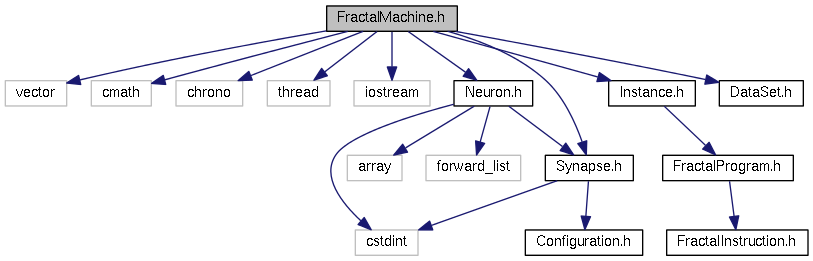 FractalMachine.h
vector
cmath
chrono
thread
iostream
Neuron.h
Instance.h
DataSet.h
array
forward_list
Synapse.h
FractalProgram.h
cstdint
Configuration.h
FractalInstruction.h